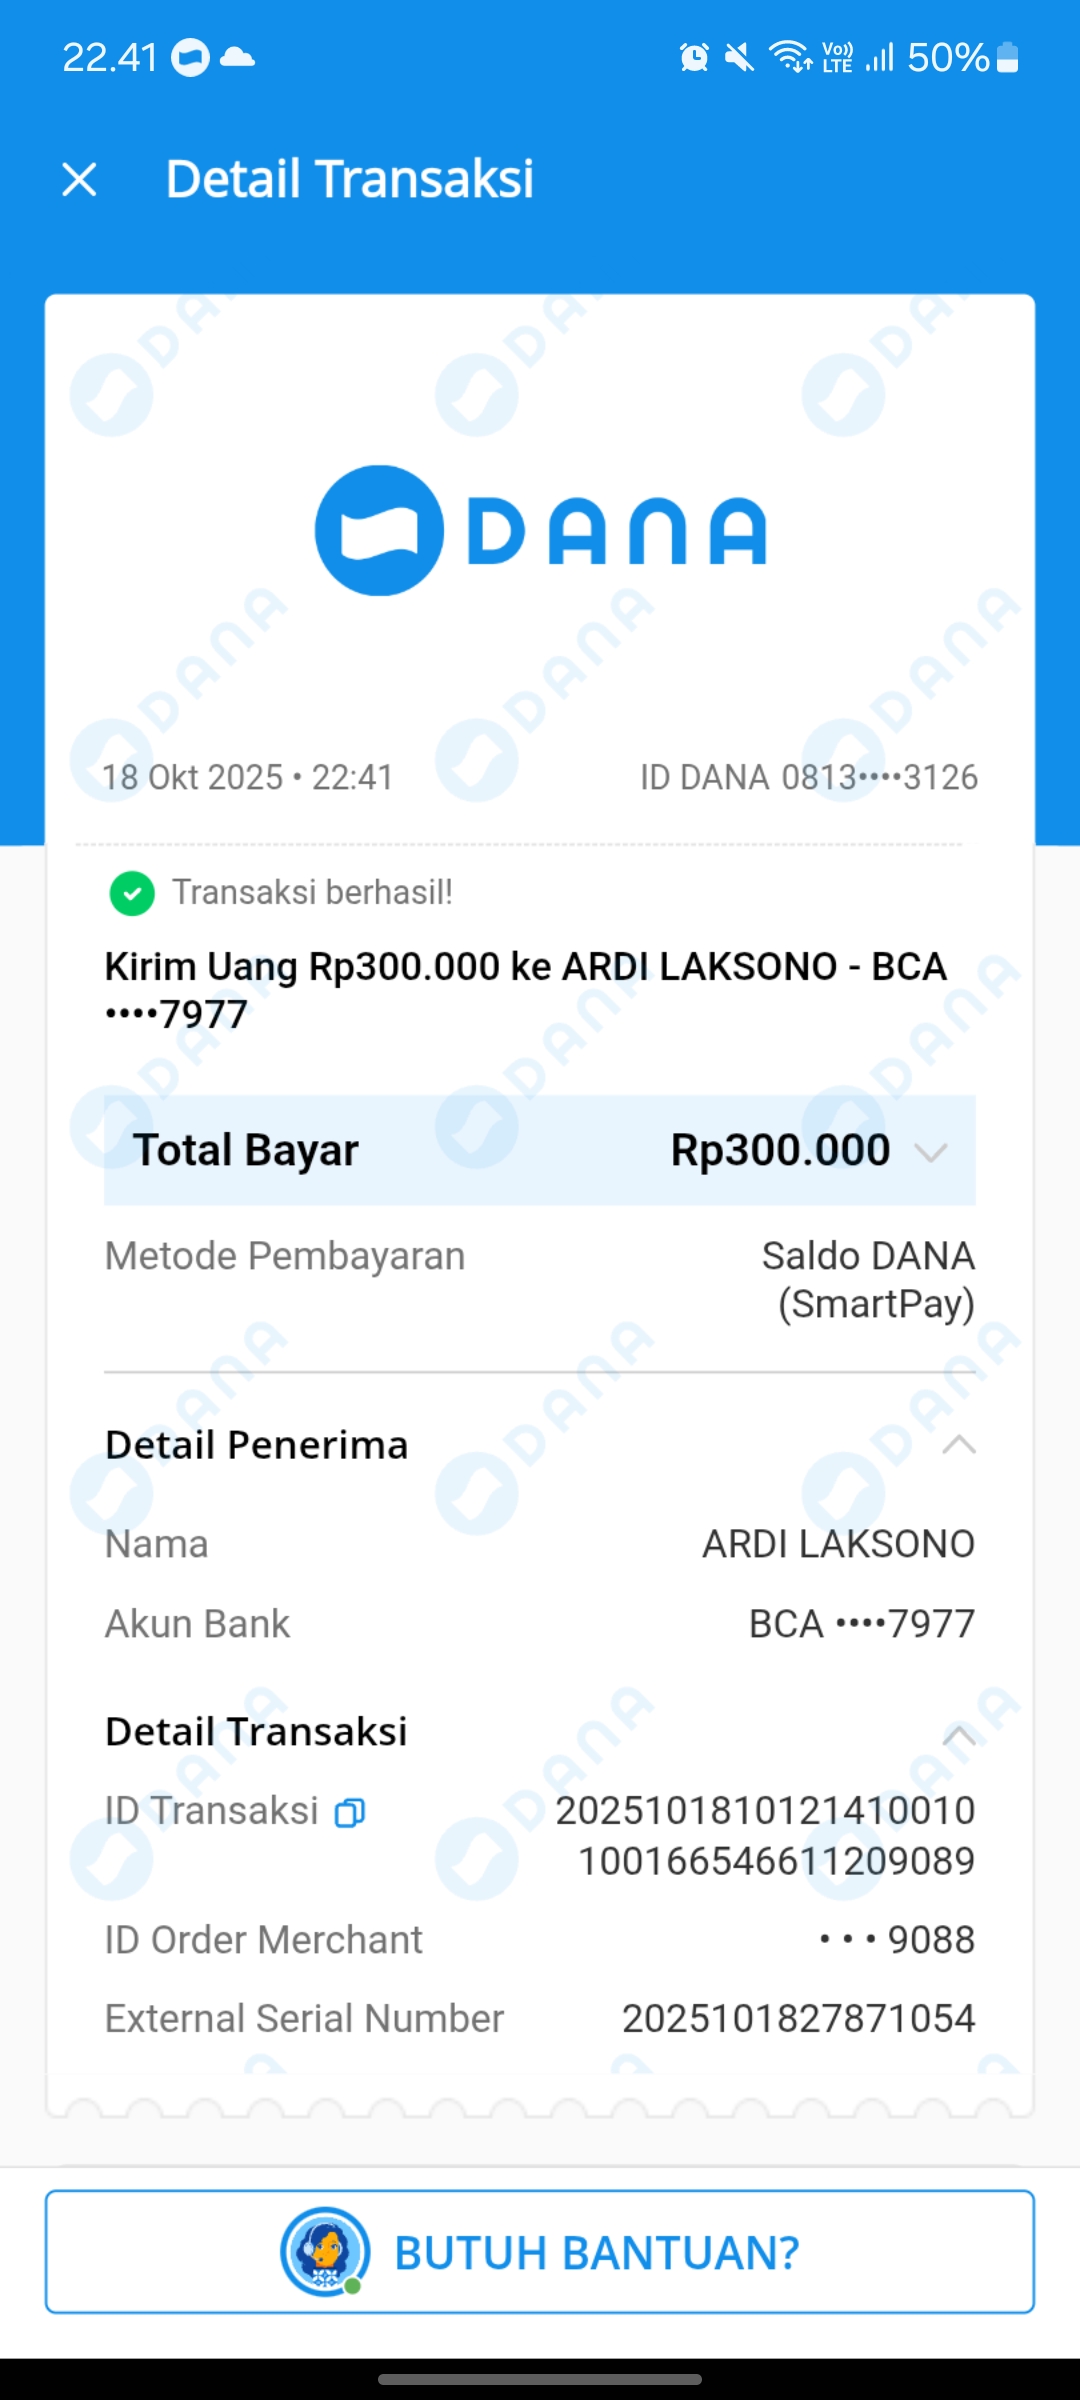 22.41
Vo)) LTE 50%
Detail Transaksi
DANA
18 Okt 2025 • 22:41 ID DANA 0813••••3126
Transaksi berhasil!
Kirim Uang Rp300.000 ke ARDI LAKSONO - BCA
••••7977
Total Bayar Rp300.000
Metode Pembayaran Saldo DANA
(SmartPay)
Detail Penerima
Nama ARDI LAKSONO
Akun Bank BCA ••••7977
Detail Transaksi
ID Transaksi 2025101810121410010
100166546611209089
ID Order Merchant • • • 9088
External Serial Number 2025101827871054
BUTUH BANTUAN?